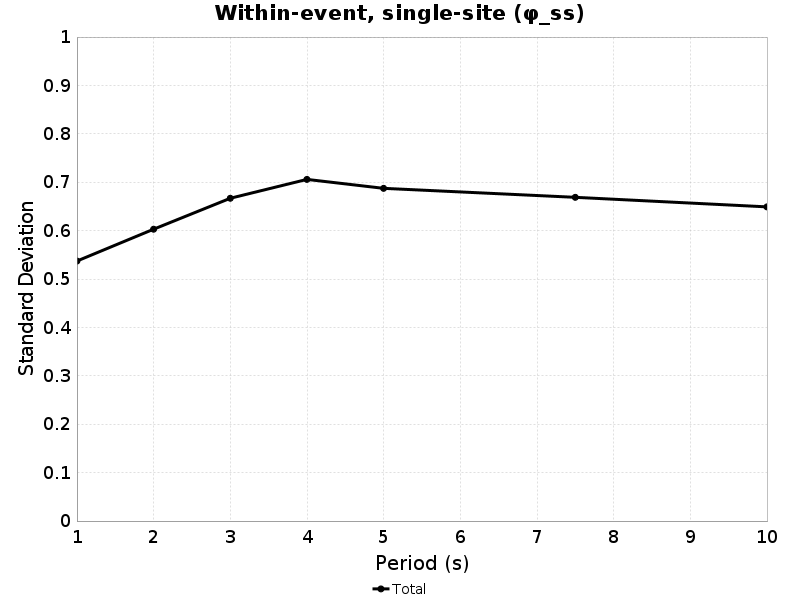 Within-event, single-site (φ_ss)
1
0.9
0.8
0.7
0.6
0.5
0.4
0.3
0.2
0.1
0
Standard Deviation
1 2 3 4 5 6 7 8 9 10
Period (s)
Total